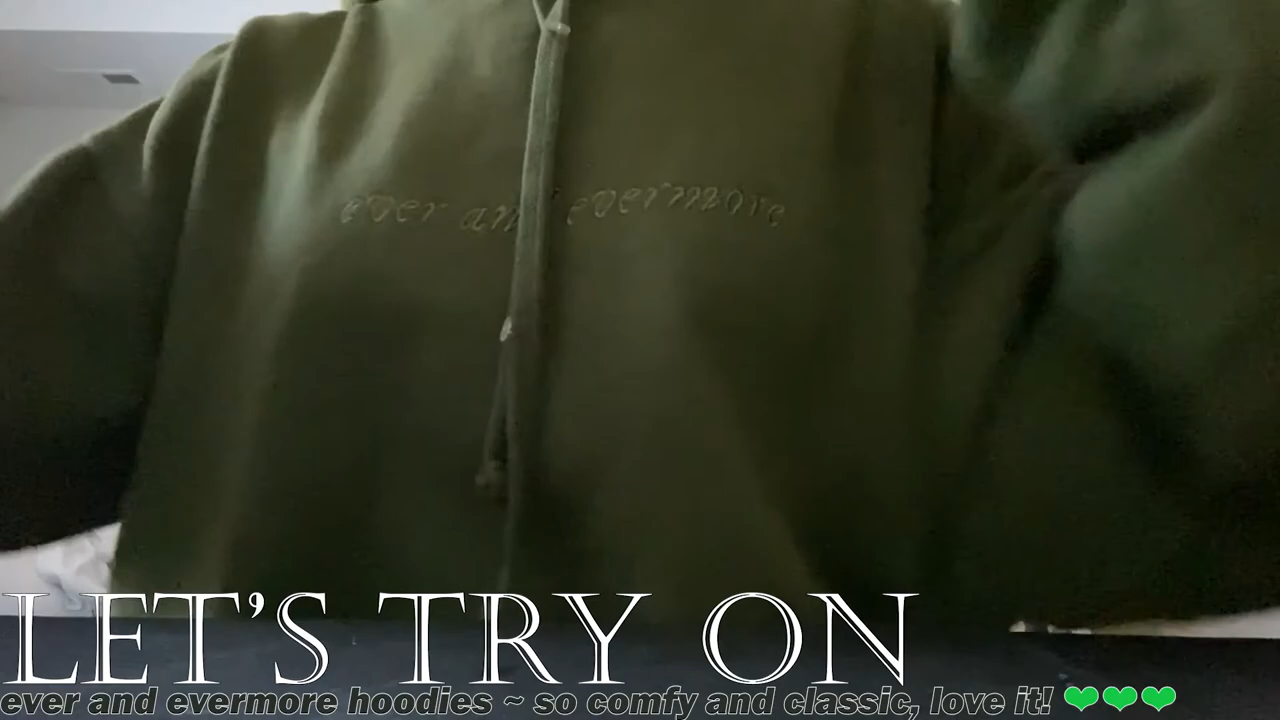 ever and evermore
LET'S TRY ON
ever and evermore hoodies ~ so comfy and classic, love it! 💚💚💚